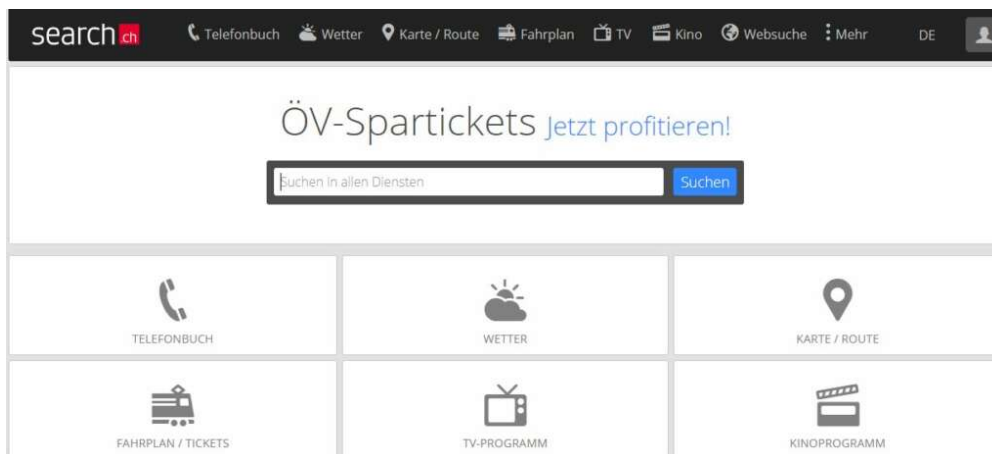 search.ch Telefonbuch Wetter Karte / Route Fahrplan TV Kino Websuche Mehr DE
ÖV-Spartickets Jetzt profitieren!
Suchen in allen Diensten Suchen
TELEFONBUCH WETTER KARTE / ROUTE
FAHRPLAN / TICKETS TV-PROGRAMM KINOPROGRAMM